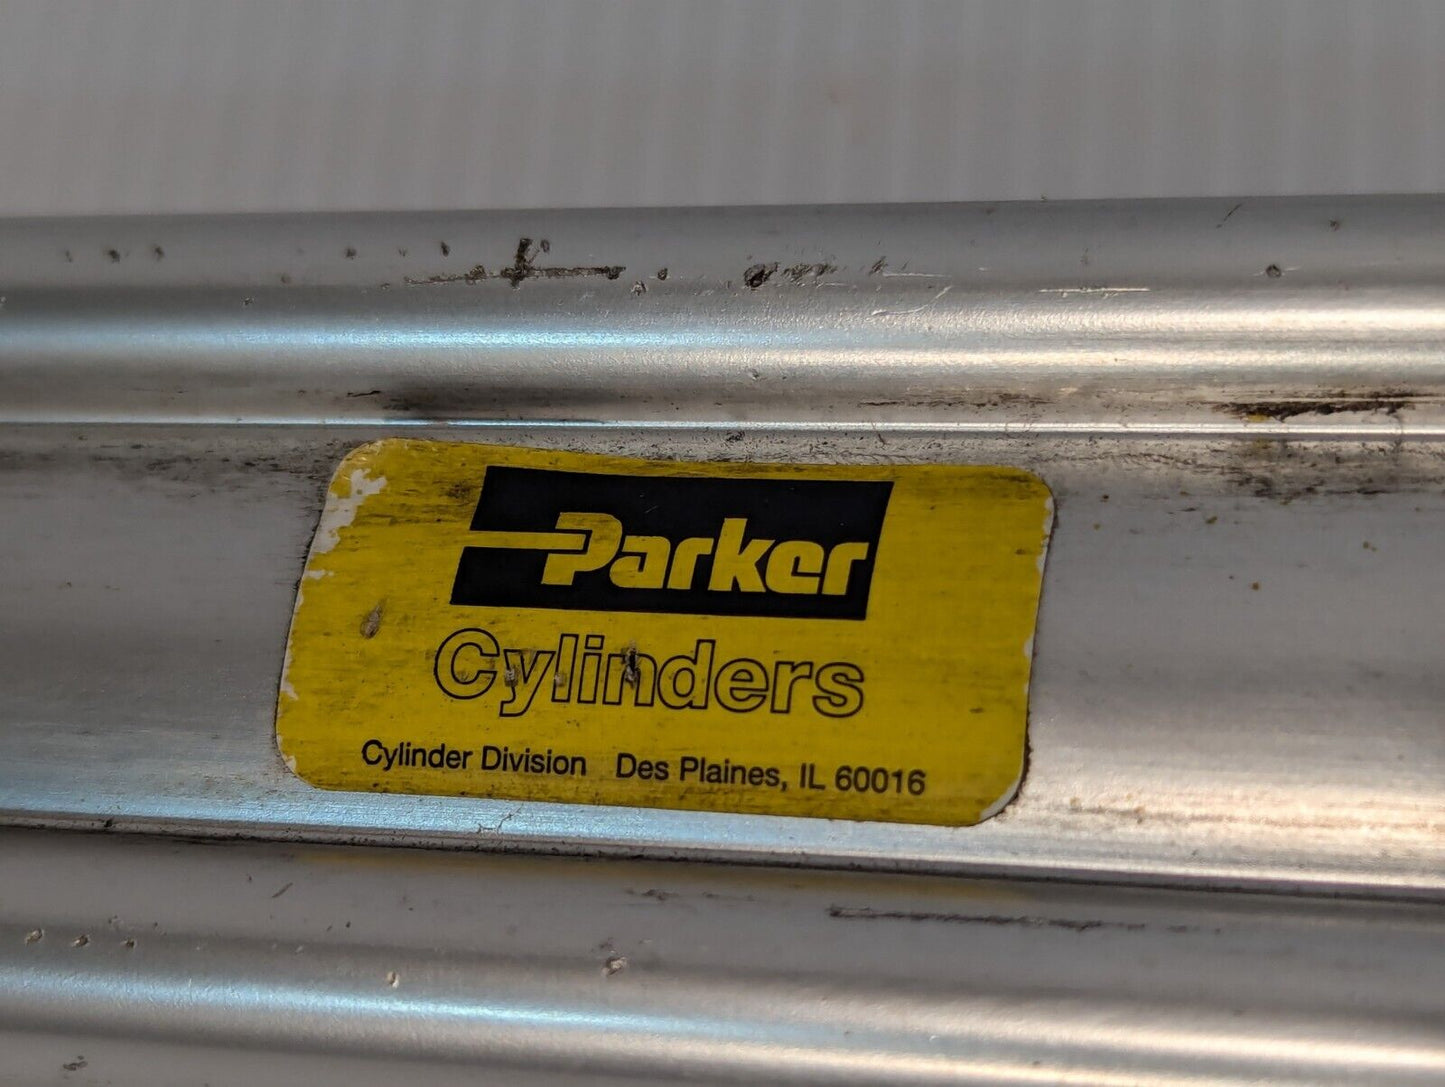 Parker
Cylinders
Cylinder Division Des Plaines, IL 60016